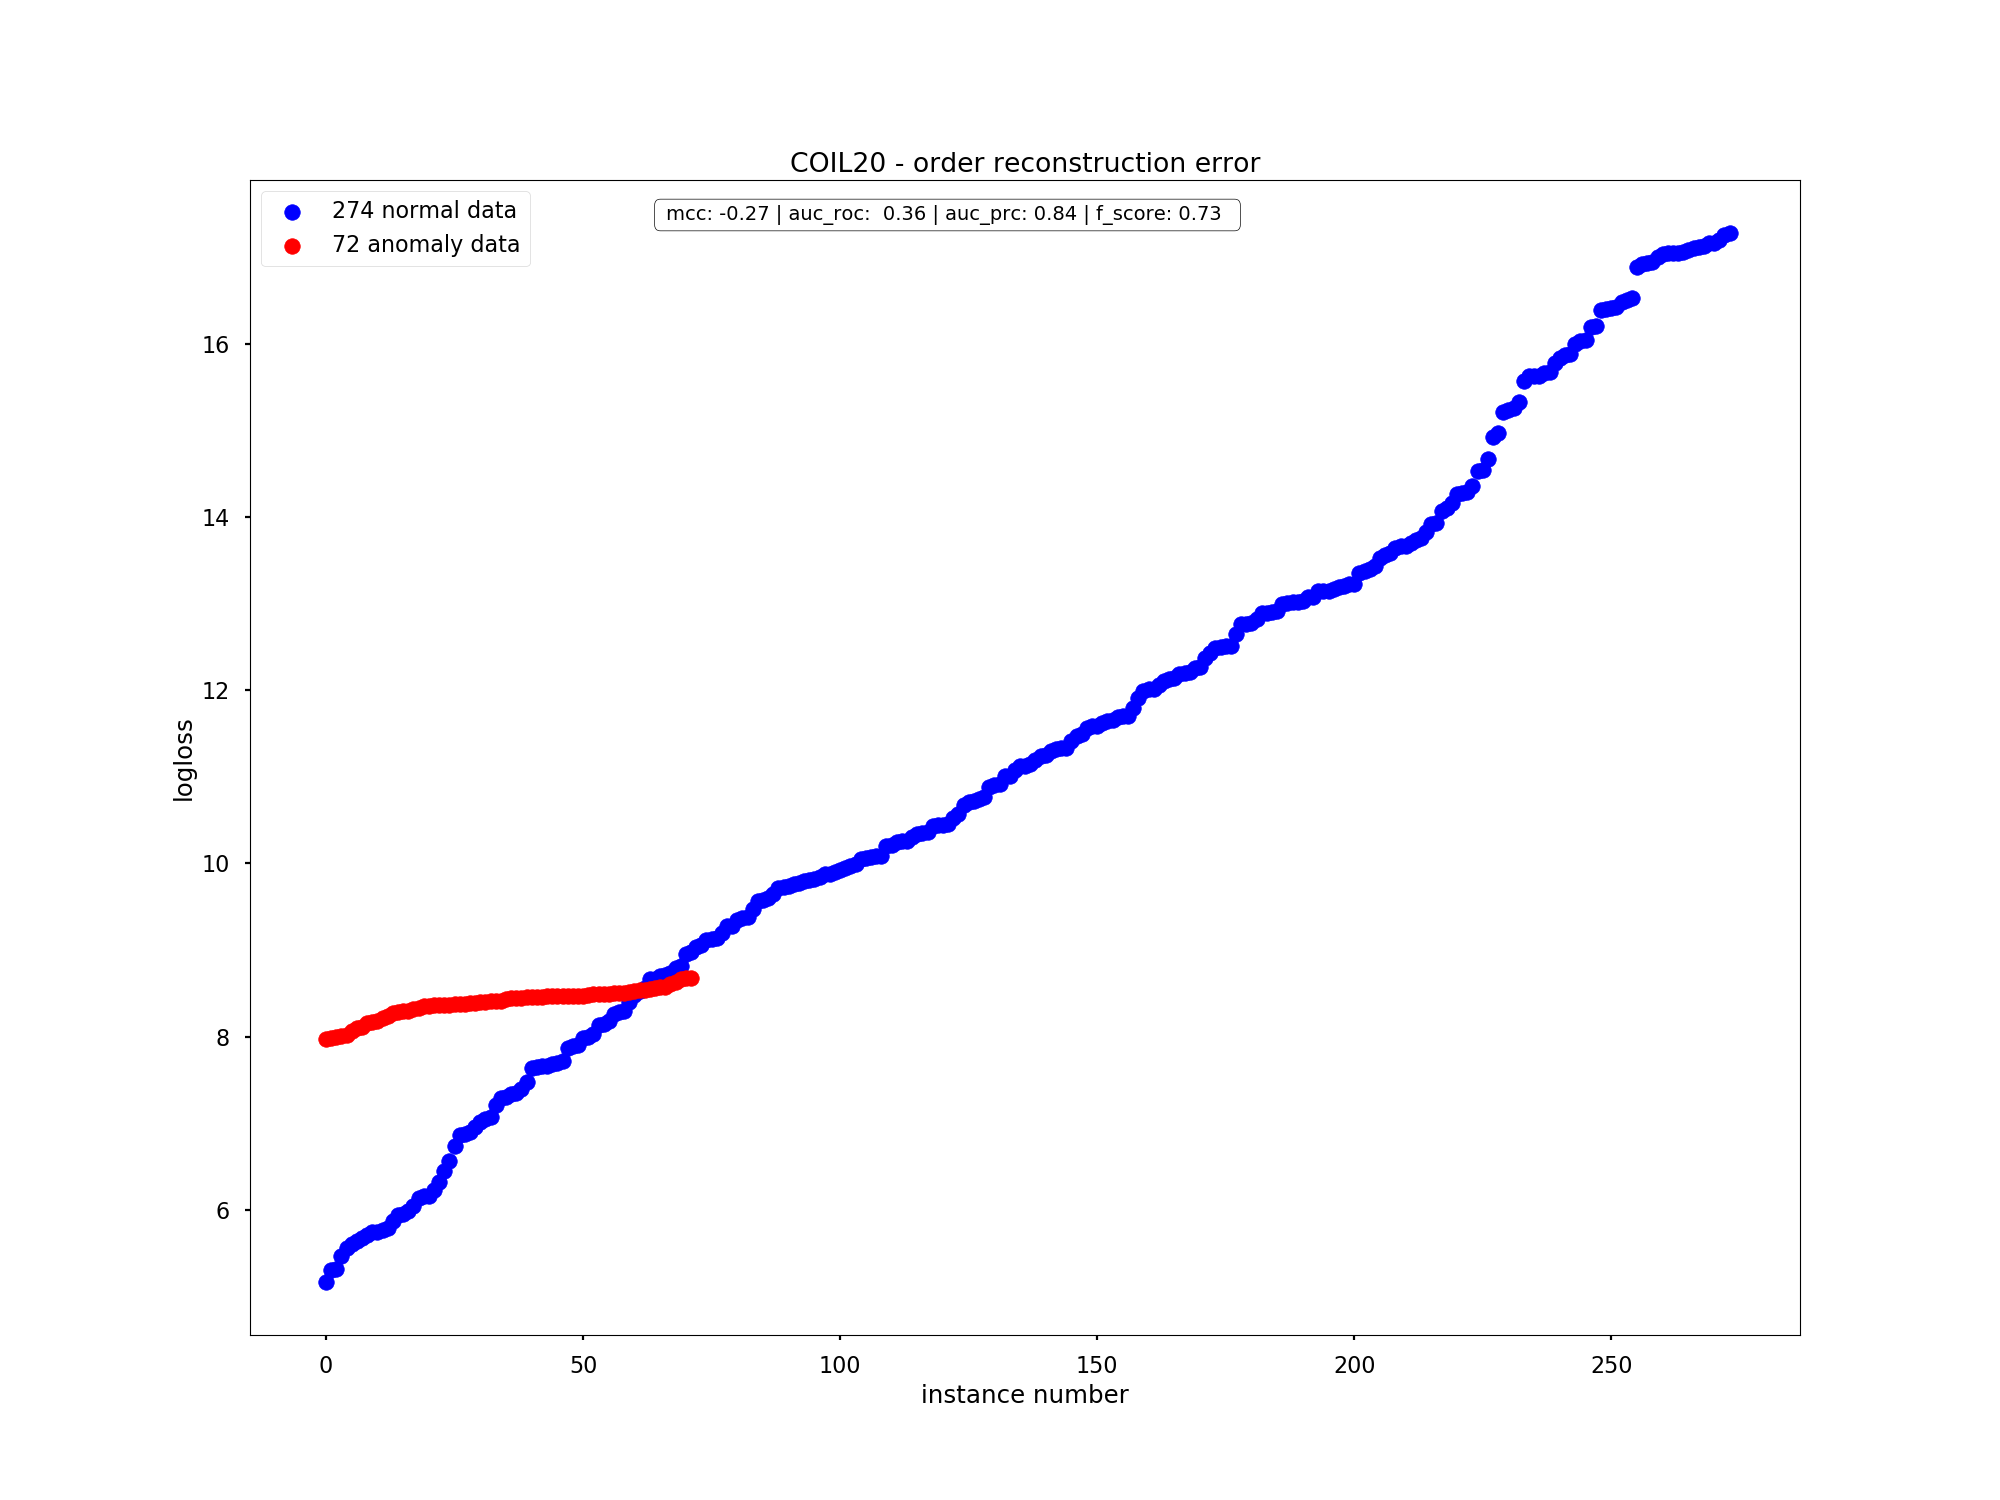 COIL20 - order reconstruction error
274 normal data
72 anomaly data
mcc: -0.27 | auc_roc:  0.36 | auc_prc: 0.84 | f_score: 0.73
16
14
12
10
8
6
logloss
0 50 100 150 200 250
instance number